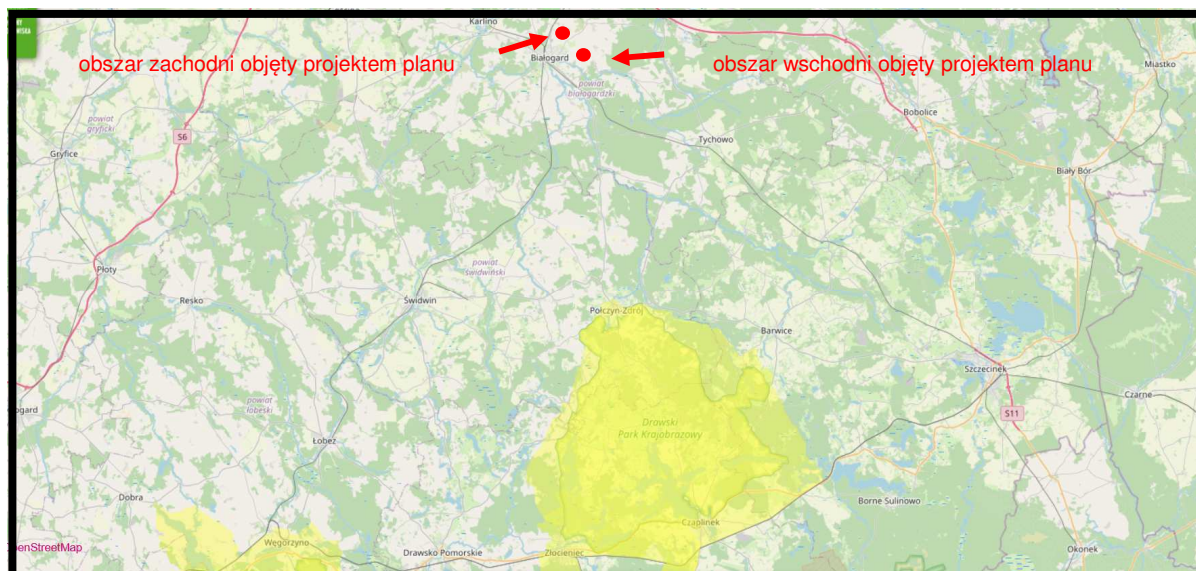 Karlino
obszar zachodni objęty projektem planu
Białogard
obszar wschodni objęty projektem planu
Miastko
powiat
białogardzki
powiat
gryficki
S6
Bobolice
Tychowo
Gryfice
Biały Bór
powiat
świdwiński
Płoty
Resko
Świdwin
Połczyn-Zdrój
Barwice
Szczecinek
powiat
łobeski
Czarne
ogard
S11
Drawski
Park Krajobrazowy
Łobez
Dobra
Borne Sulinowo
Czaplinek
Węgorzyno
Drawsko Pomorskie
Złocieniec
Okonek
enStreetMap